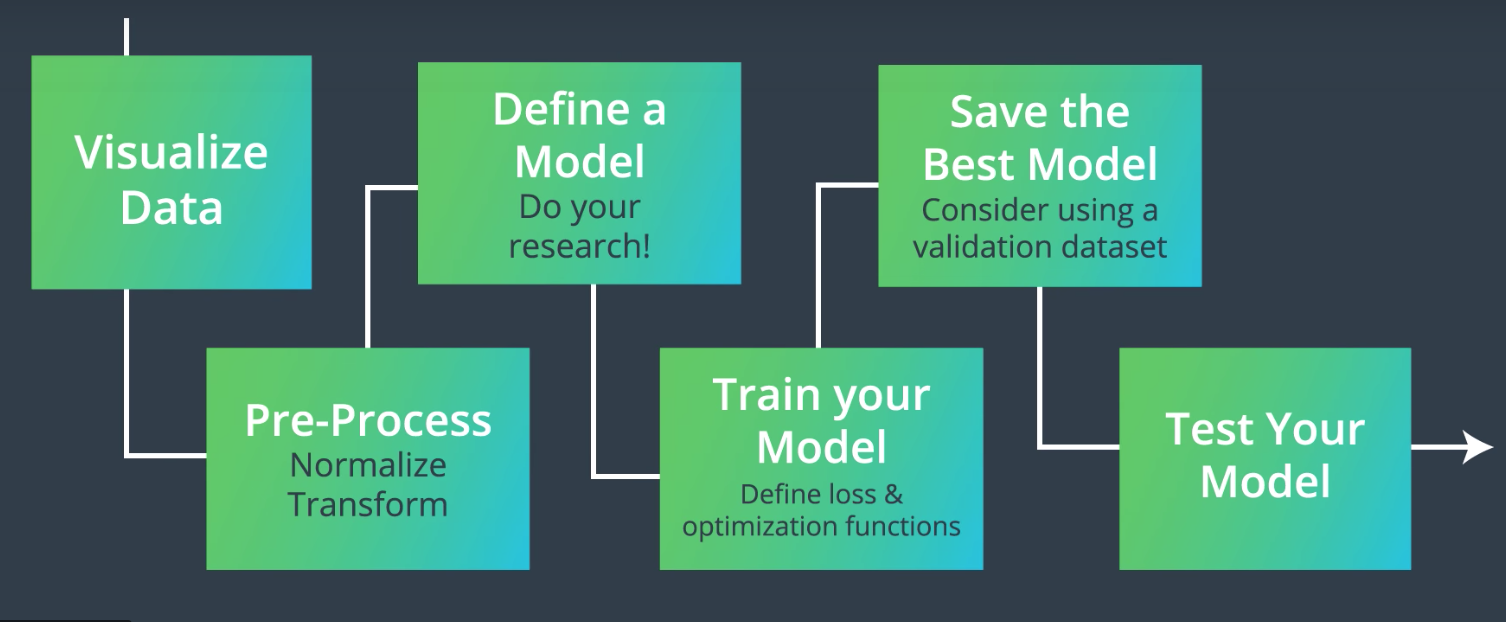 Visualize
Data
Pre-Process
Normalize
Transform
Define a
Model
Do your
research!
Train your
Model
Define loss &
optimization functions
Save the
Best Model
Consider using a
validation dataset
Test Your
Model